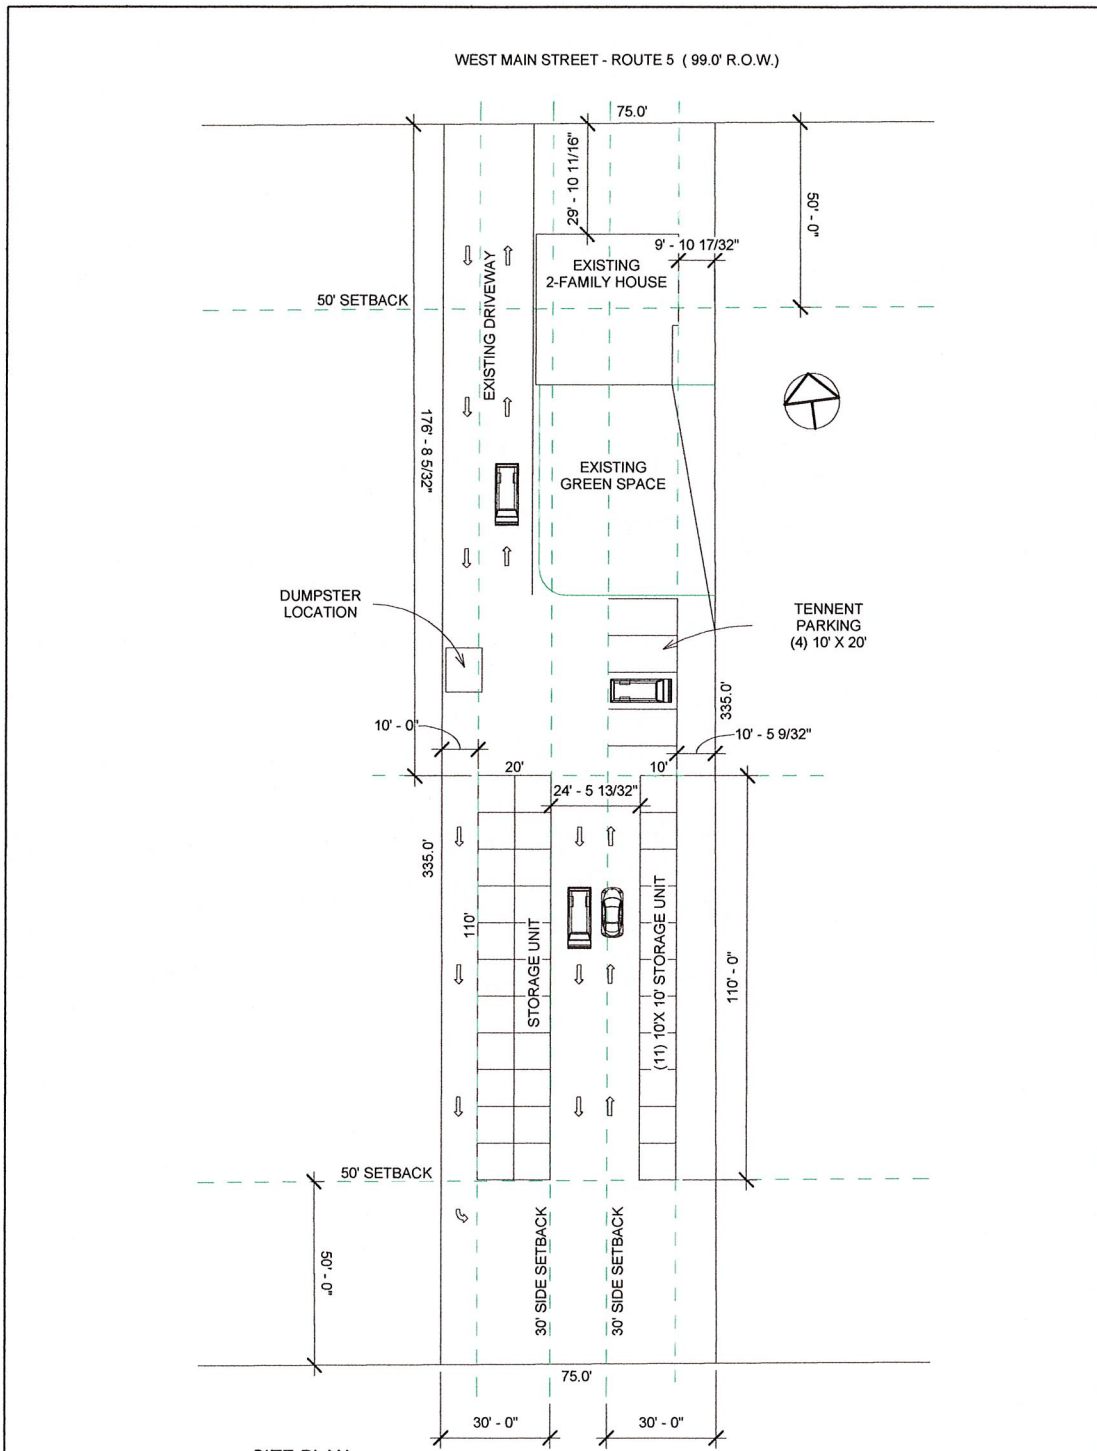 WEST MAIN STREET - ROUTE 5 ( 99.0' R.O.W.)
75.0'
29' - 10 11/16"
50' - 0"
9' - 10 17/32"
EXISTING
2-FAMILY HOUSE
50' SETBACK
EXISTING DRIVEWAY
176' - 8 5/32"
EXISTING
GREEN SPACE
DUMPSTER
LOCATION
TENNENT
PARKING
(4) 10' X 20'
335.0'
10' - 0"
10' - 5 9/32"
20'
10'
24' - 5 13/32"
335.0'
110'
STORAGE UNIT
(11) 10'X 10' STORAGE UNIT
110' - 0"
50' SETBACK
50' - 0"
30' SIDE SETBACK
30' SIDE SETBACK
75.0'
30' - 0"
30' - 0"
SITE PLAN